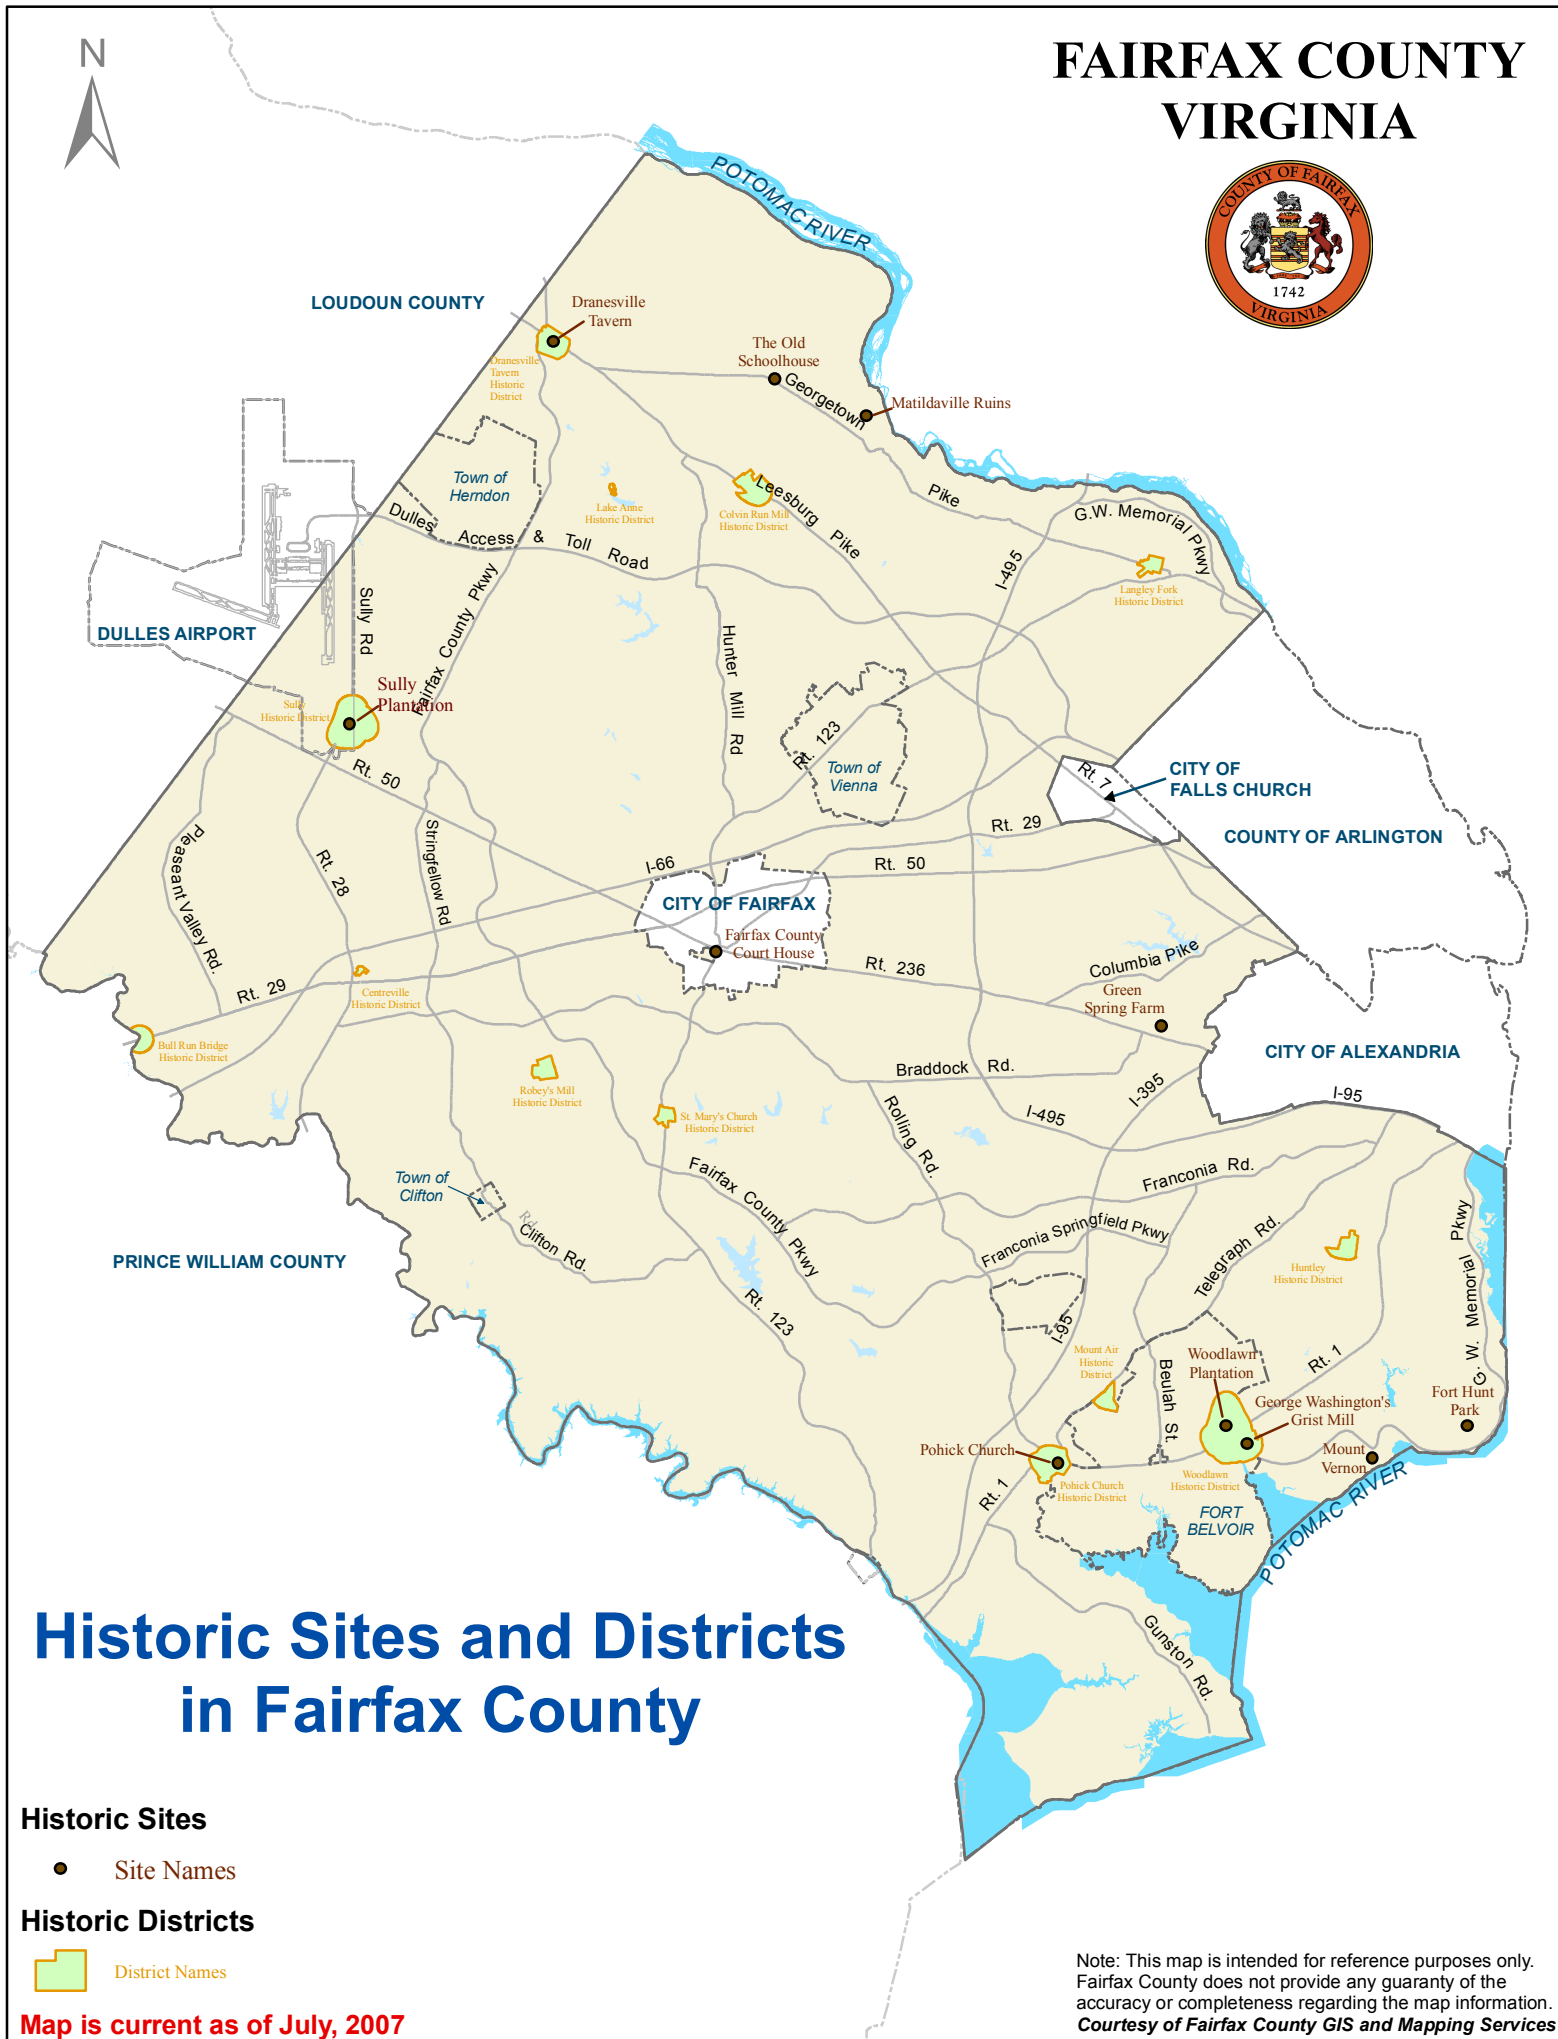 N
FAIRFAX COUNTY
VIRGINIA
COUNTY OF FAIRFAX
1742
VIRGINIA
POTOMAC RIVER
LOUDOUN COUNTY
Dranesville
Tavern
Dranesville
Tavern
Historic
District
The Old
Schoolhouse
Georgetown
Matildaville Ruins
Town of
Herndon
Lake Anne
Historic District
Colvin Run Mill
Historic District
Leesburg Pike
Pike
G.W. Memorial Pkwy
I-495
Dulles Access & Toll Road
Langley Fork
Historic District
Sully Rd
Fairfax County Pkwy
DULLES AIRPORT
Hunter Mill Rd
Sully
Plantation
Sully
Historic District
Rt. 123
Town of
Vienna
Rt. 50
Rt. 7
CITY OF
FALLS CHURCH
COUNTY OF ARLINGTON
Pleaseant Valley Rd.
Rt. 28
Stringfellow Rd
I-66
Rt. 29
Rt. 50
CITY OF FAIRFAX
Fairfax County
Court House
Rt. 236
Columbia Pike
Green
Spring Farm
Rt. 29
Centreville
Historic District
Bull Run Bridge
Historic District
CITY OF ALEXANDRIA
Braddock Rd.
I-395
I-95
Robey's Mill
Historic District
St. Mary's Church
Historic District
Rolling Rd.
I-495
Town of
Clifton
Rd.
Clifton Rd.
Fairfax County Pkwy
Franconia Rd.
Franconia Springfield Pkwy
Telegraph Rd.
G. W. Memorial Pkwy
Huntley
Historic District
PRINCE WILLIAM COUNTY
Rt. 123
I-95
Mount Air
Historic
District
Beulah St.
Woodlawn
Plantation
Rt. 1
George Washington's
Grist Mill
Fort Hunt
Park
Pohick Church
Mount
Vernon
Pohick Church
Historic District
Woodlawn
Historic District
Rt. 1
FORT
BELVOIR
POTOMAC RIVER
Gunston Rd.
Historic Sites and Districts
in Fairfax County
Historic Sites
Site Names
Historic Districts
District Names
Map is current as of July, 2007
Note: This map is intended for reference purposes only.
Fairfax County does not provide any guaranty of the
accuracy or completeness regarding the map information.
Courtesy of Fairfax County GIS and Mapping Services